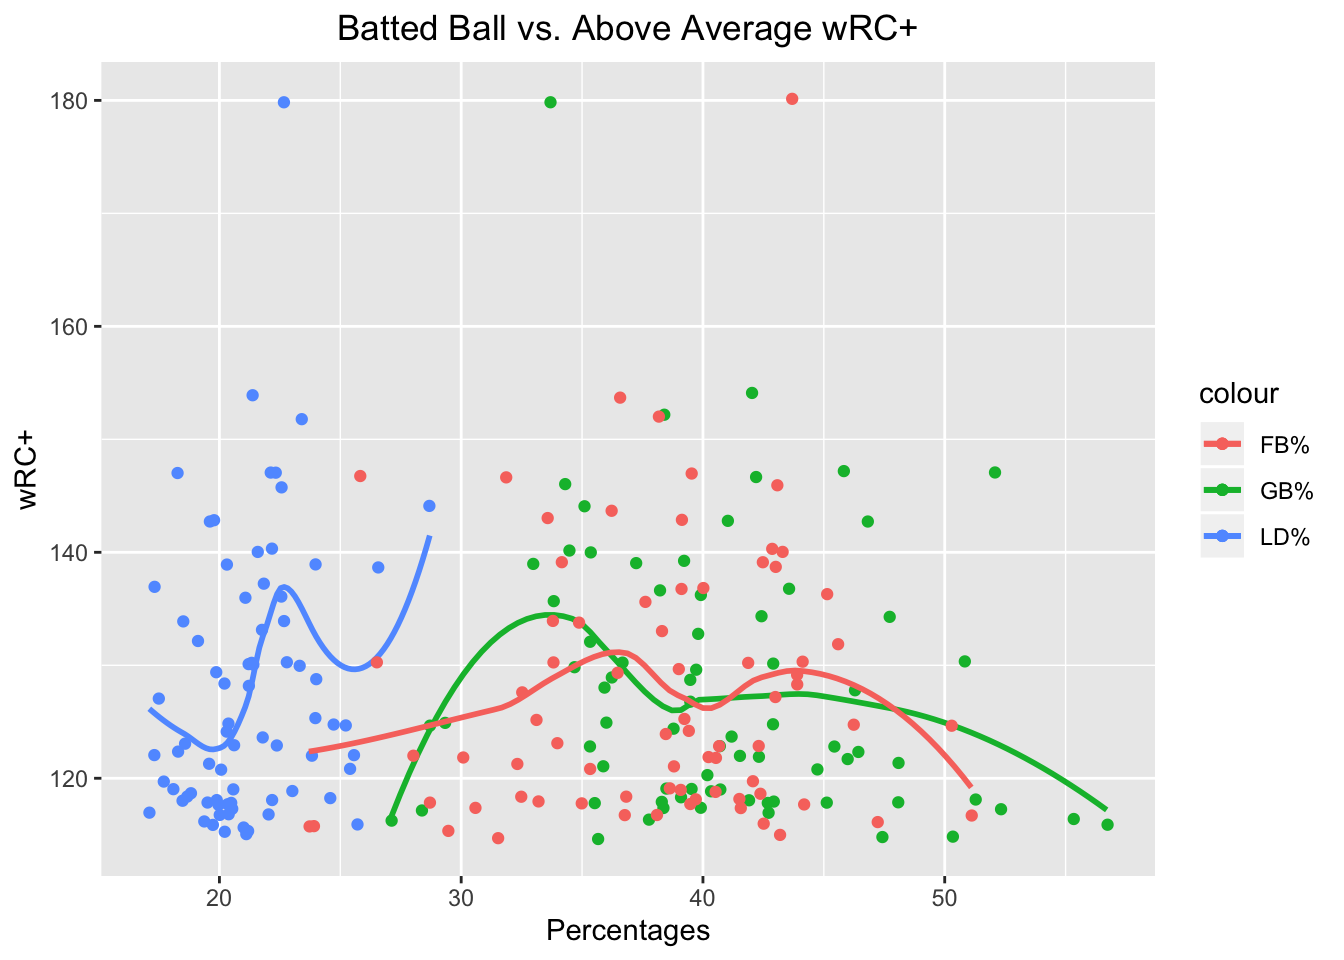 Batted Ball vs. Above Average wRC+
180
160
140
120
wRC+
20
30
40
50
Percentages
colour
FB%
GB%
LD%